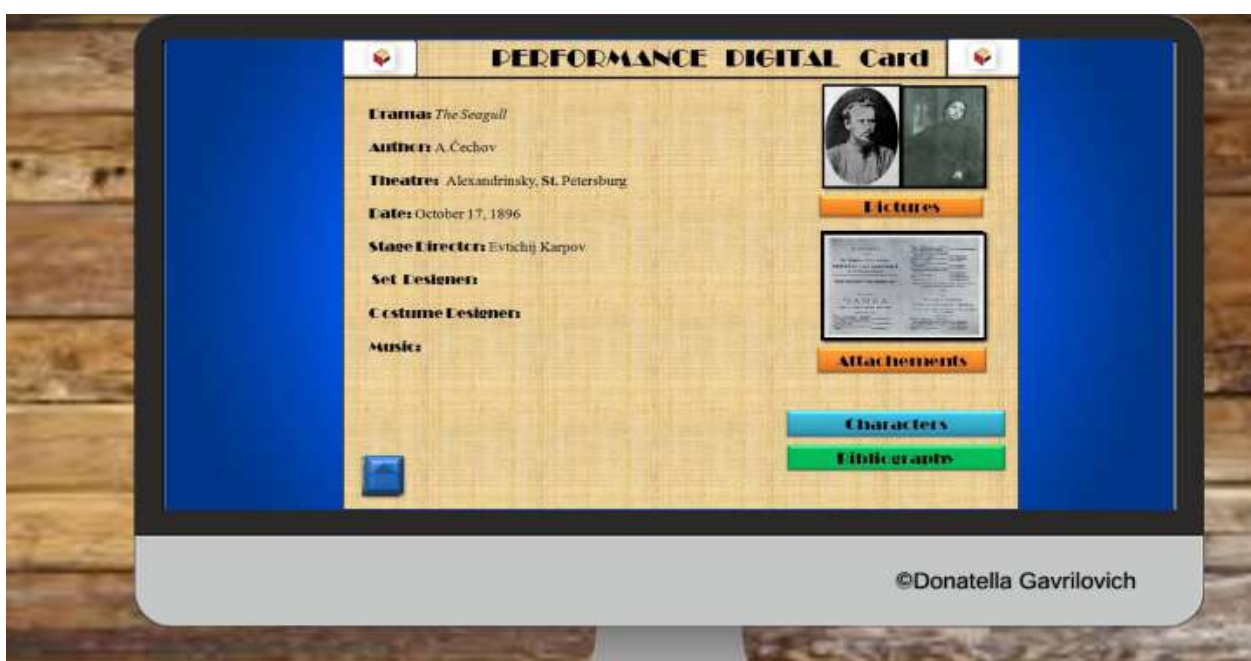 PERFORMANCE DIGITAL Card
Drama: The Seagull
Author: A.Čechov
Theatre: Alexandrinsky, St. Petersburg
Date: October 17, 1896
Stage Director: Evtichij Karpov
Set Designer:
Costume Designer:
Music:
Pictures
Attachements
Characters
Bibliography
©Donatella Gavrilovich